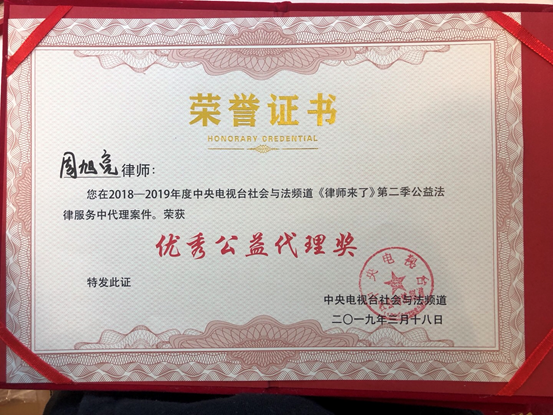 荣誉证书
HONORARY CREDENTIAL
周旭亮律师：
您在2018—2019年度中央电视台社会与法频道《律师来了》第二季公益法
律服务中代理案件。荣获
优秀公益代理奖
特发此证
中央电视台社会与法频道
二〇一九年三月十八日